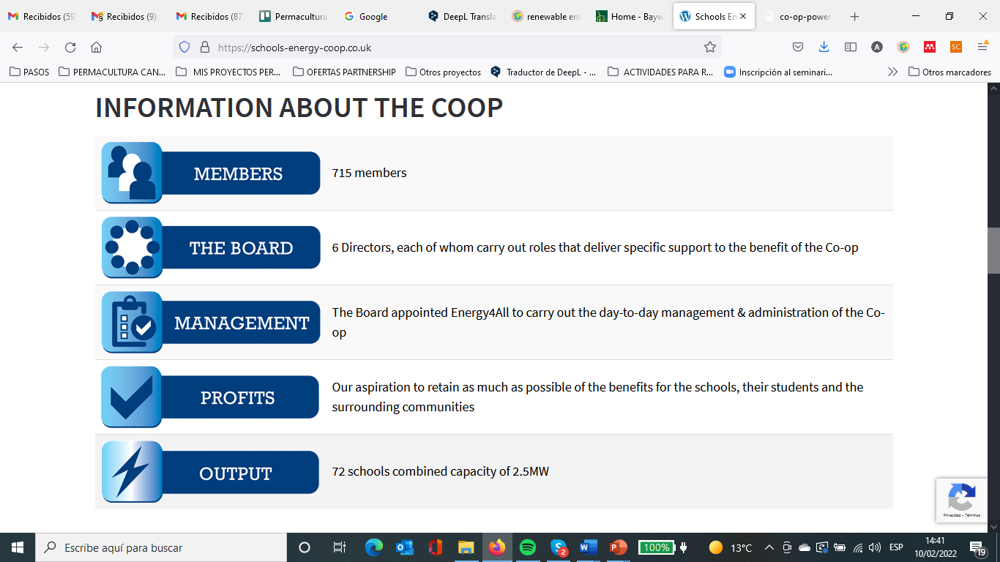 Recibidos (59
Recibidos (9)
Recibidos (87
Permacultura
Google
DeepL Transla
renewable en
Home - Bayw
Schools En
co-op-power-
https://schools-energy-coop.co.uk
PASOS
PERMACULTURA CAN...
MIS PROYECTOS PER...
OFERTAS PARTNERSHIP
Otros proyectos
Traductor de DeepL - ...
ACTIVIDADES PARA R...
Inscripción al seminari...
Otros marcadores
A
SC
INFORMATION ABOUT THE COOP
MEMBERS
715 members
THE BOARD
6 Directors, each of whom carry out roles that deliver specific support to the benefit of the Co-op
MANAGEMENT
The Board appointed Energy4All to carry out the day-to-day management & administration of the Co-
op
PROFITS
Our aspiration to retain as much as possible of the benefits for the schools, their students and the
surrounding communities
OUTPUT
72 schools combined capacity of 2.5MW
Privacidad - Términos
Escribe aquí para buscar
2
100%
13°C
ESP
14:41
10/02/2022
19